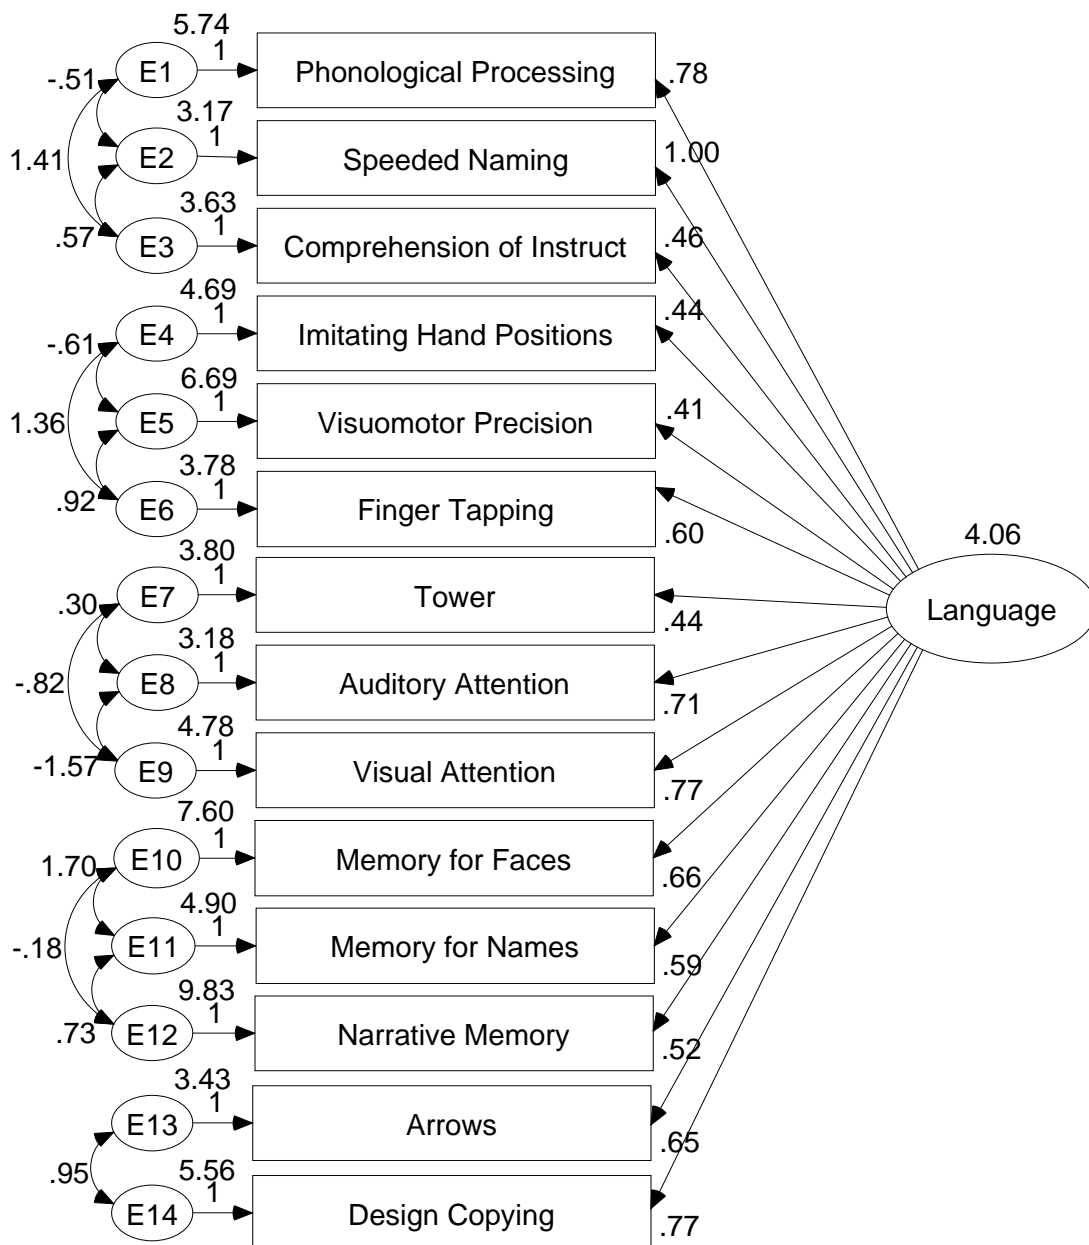 5.74
1
E1
Phonological Processing
.78
-.51
3.17
1
E2
Speeded Naming
1.00
1.41
3.63
1
.57
E3
Comprehension of Instruct
.46
4.69
1
E4
Imitating Hand Positions
.44
-.61
6.69
1
E5
Visuomotor Precision
.41
1.36
3.78
1
.92
E6
Finger Tapping
.60
4.06
3.80
1
E7
Tower
.44
Language
.30
3.18
1
E8
Auditory Attention
.71
-.82
4.78
1
-1.57
E9
Visual Attention
.77
7.60
1
E10
Memory for Faces
.66
1.70
4.90
1
E11
Memory for Names
.59
-.18
9.83
1
.73
E12
Narrative Memory
.52
3.43
1
E13
Arrows
.65
.95
5.56
1
E14
Design Copying
.77